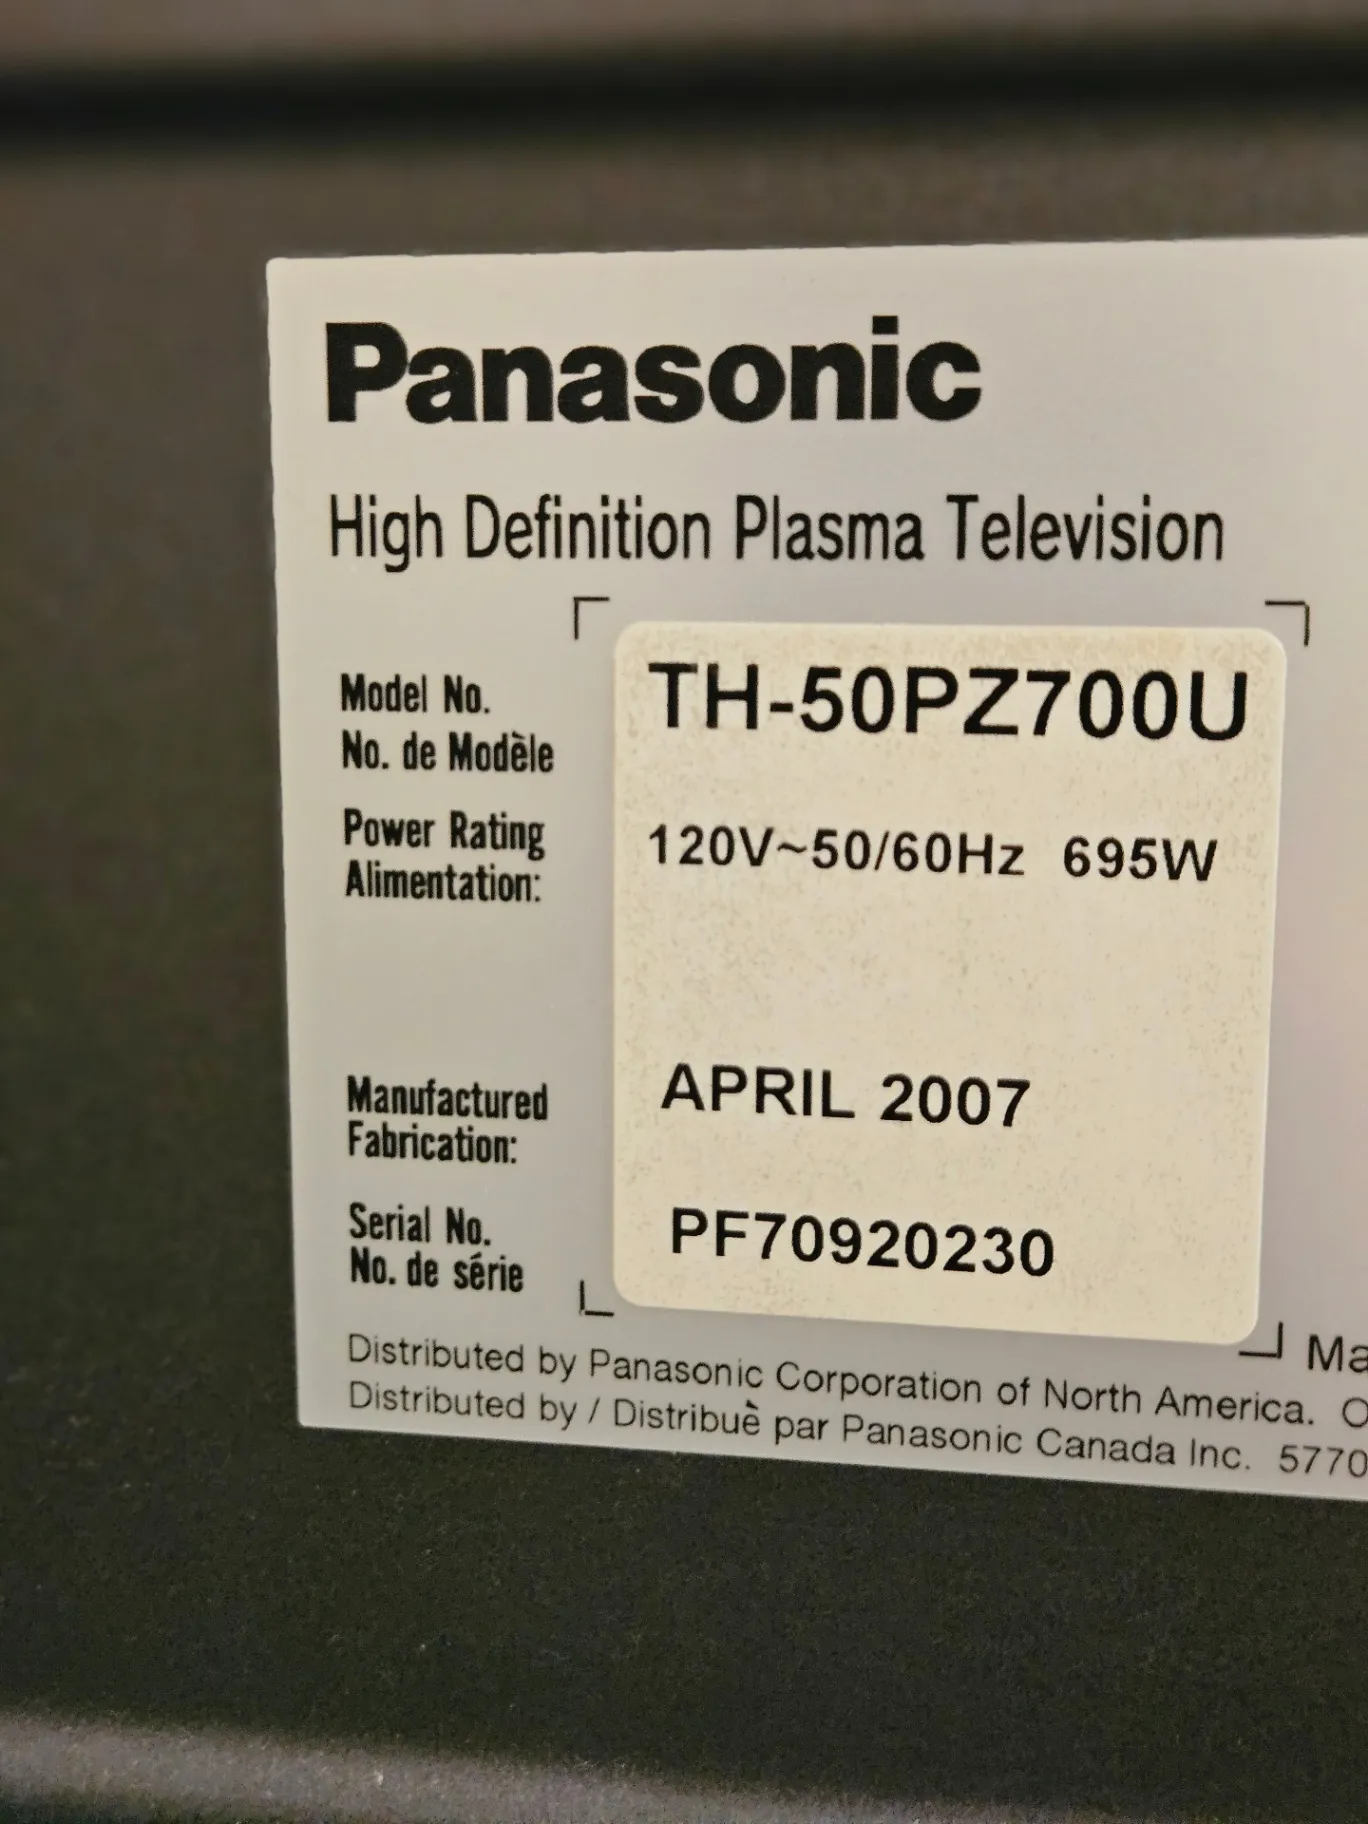 Panasonic
High Definition Plasma Television
Model No.
No. de Modèle
TH-50PZ700U
Power Rating
Alimentation:
120V~50/60Hz 695W
Manufactured
Fabrication:
APRIL 2007
Serial No.
No. de série
PF70920230
Distributed by Panasonic Corporation of North America.
Distributed by / Distribuè par Panasonic Canada Inc. 5770